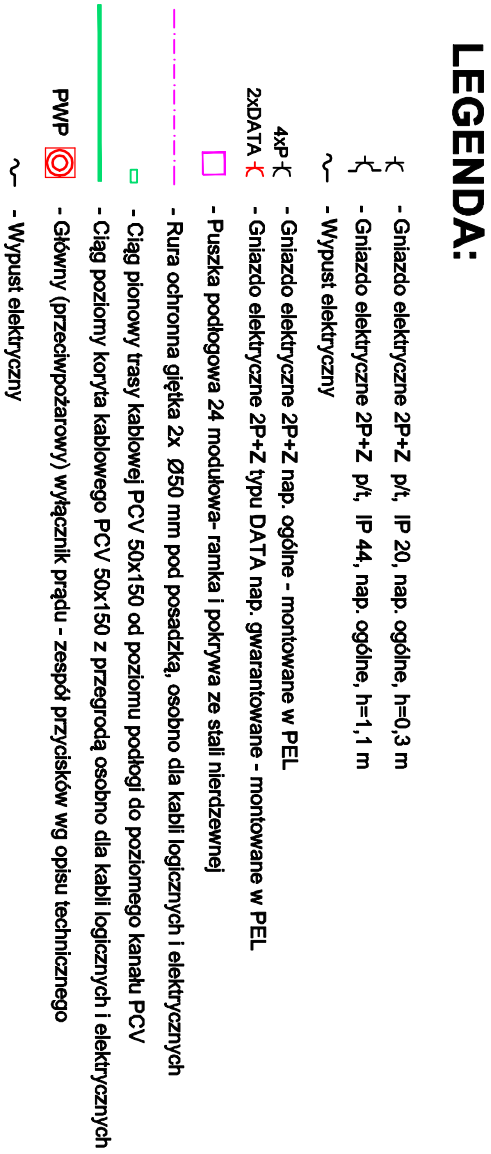 LEGENDA:
- Gniazdo elektryczne 2P+Z p/t, IP 20, nap. ogólne, h=0,3 m
- Gniazdo elektryczne 2P+Z p/t, IP 44, nap. ogólne, h=1,1 m
- Wypust elektryczny
4xP - Gniazdo elektryczne 2P+Z nap. ogólne - montowane w PEL
2xDATA - Gniazdo elektryczne 2P+Z typu DATA nap. gwarantowane - montowane w PEL
- Puszka podłogowa 24 modułowa- ramka i pokrywa ze stali nierdzewnej
- Rura ochronna giętka 2x Ø50 mm pod posadzką, osobno dla kabli logicznych i elektrycznych
- Ciąg pionowy trasy kablowej PCV 50x150 od poziomu podłogi do poziomego kanału PCV
- Ciąg poziomy koryta kablowego PCV 50x150 z przegrodą osobno dla kabli logicznych i elektrycznych
PWP - Główny (przeciwpożarowy) wyłącznik prądu - zespół przycisków wg opisu technicznego
- Wypust elektryczny